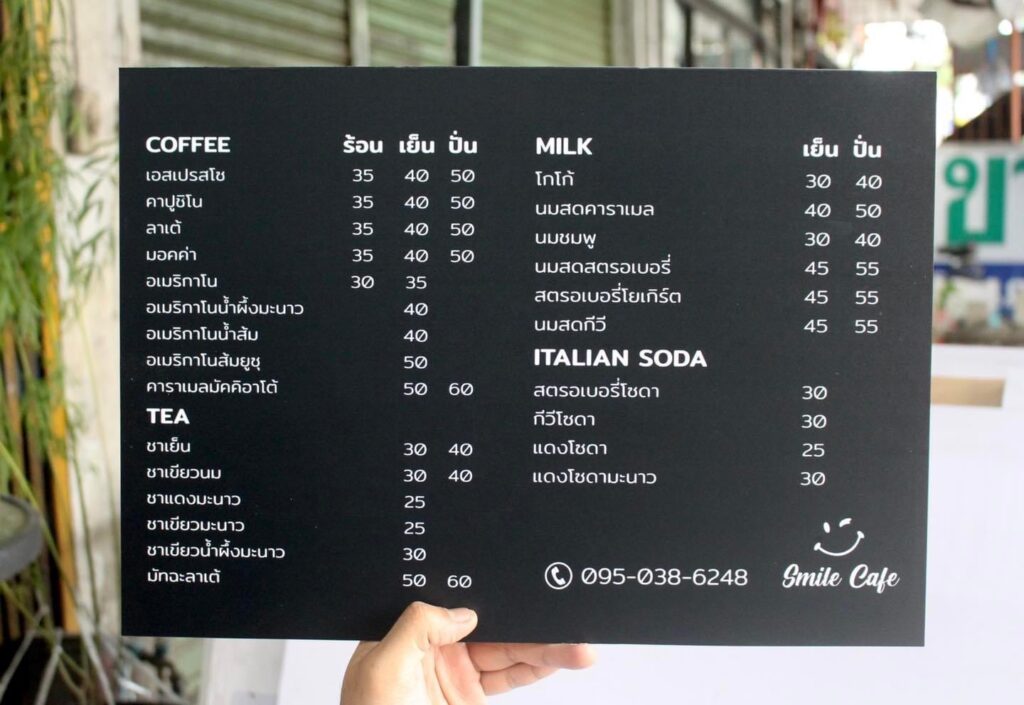 COFFEE ร้อน เย็น ปั่น
เอสเปรสโซ 35 40 50
คาปูชิโน 35 40 50
ลาเต้ 35 40 50
มอคค่า 35 40 50
อเมริกาโน 30 35
อเมริกาโนน้ำผึ้งมะนาว 40
อเมริกาโนน้ำส้ม 40
อเมริกาโนส้มยูซุ 50
คาราเมลมัคคิอาโต้ 50 60
TEA
ชาเย็น 30 40
ชาเขียวนม 30 40
ชาแดงมะนาว 25
ชาเขียวมะนาว 25
ชาเขียวน้ำผึ้งมะนาว 30
มัทฉะลาเต้ 50 60
MILK เย็น ปั่น
โกโก้ 30 40
นมสดคาราเมล 40 50
นมชมพู 30 40
นมสดสตรอเบอรี่ 45 55
สตรอเบอรี่โยเกิร์ต 45 55
นมสดกีวี 45 55
ITALIAN SODA
สตรอเบอรี่โซดา 30
กีวีโซดา 30
แดงโซดา 25
แดงโซดามะนาว 30
095-038-6248
Smile Cafe